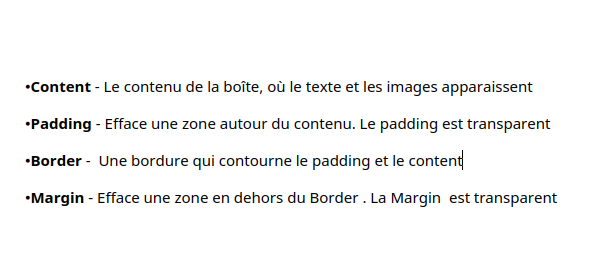 •Content - Le contenu de la boîte, où le texte et les images apparaissent
•Padding - Efface une zone autour du contenu. Le padding est transparent
•Border -  Une bordure qui contourne le padding et le content
•Margin - Efface une zone en dehors du Border . La Margin  est transparent